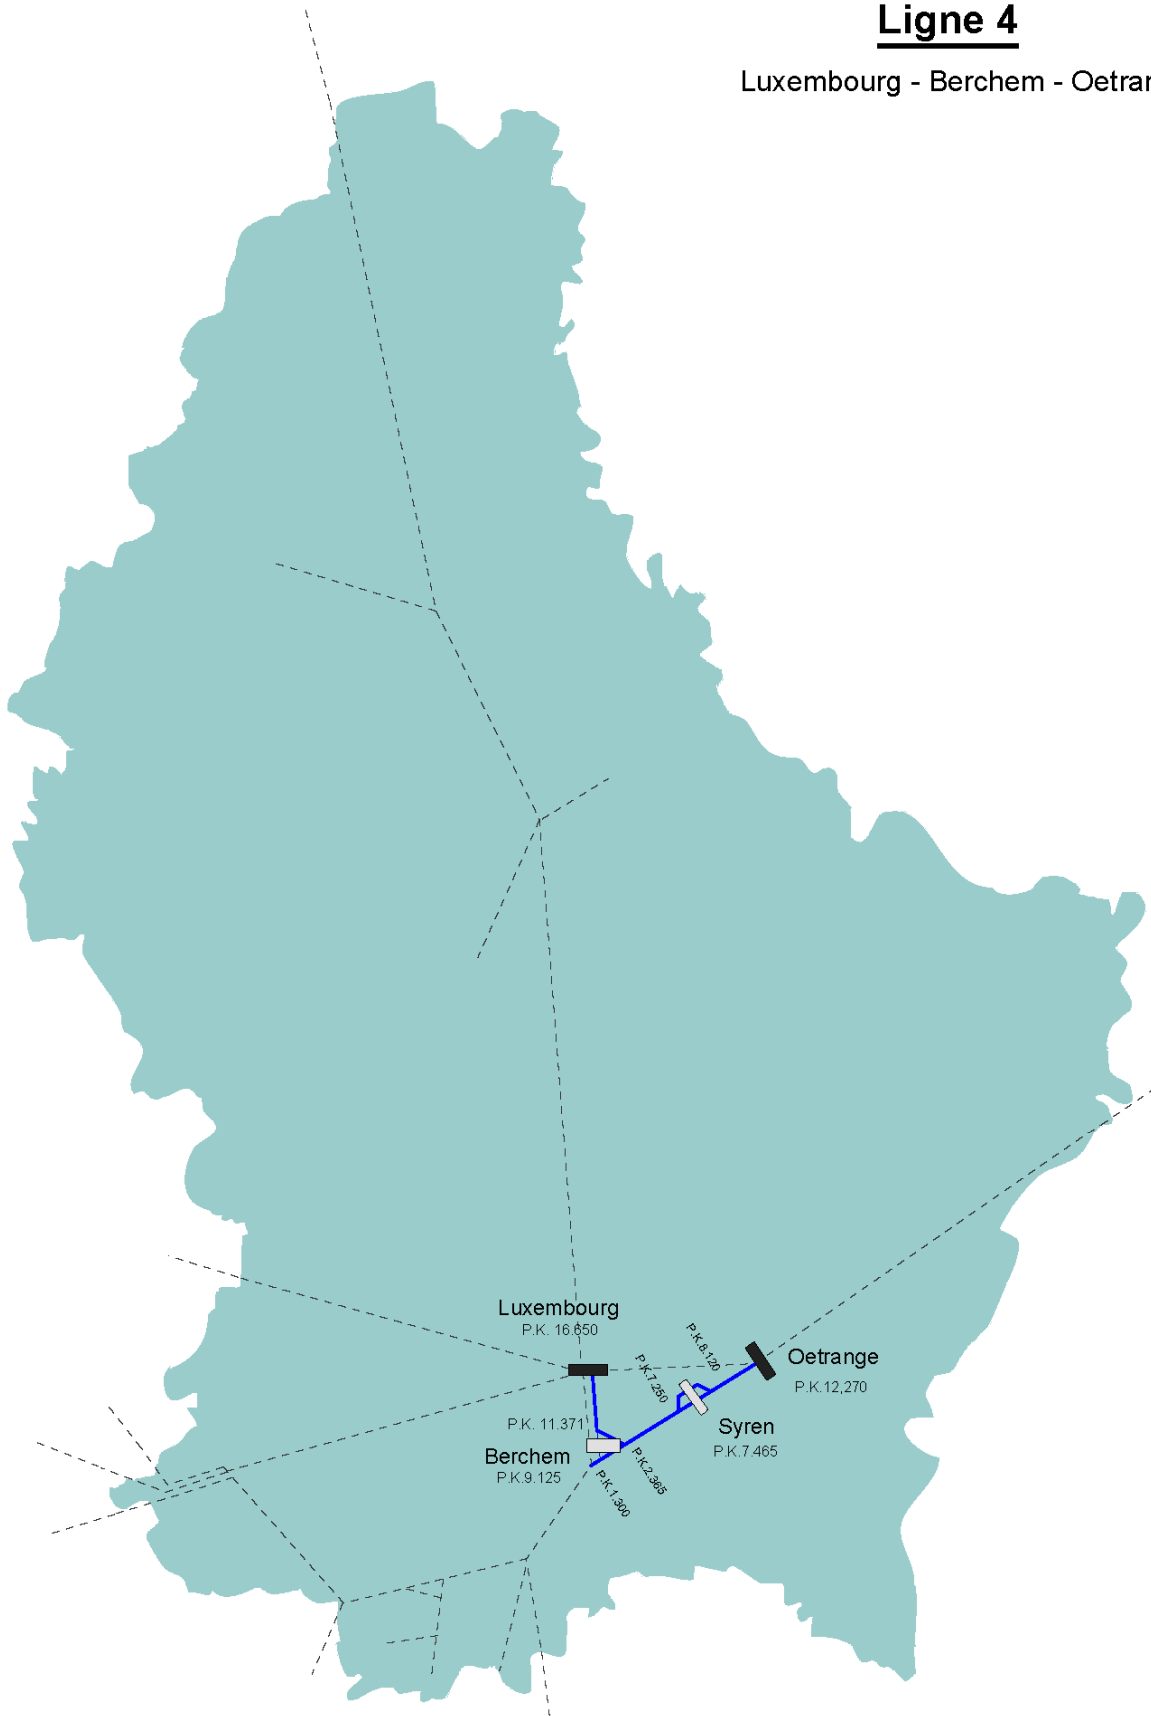 Ligne 4
Luxembourg - Berchem - Oetran
Luxembourg
P.K. 16.650
P.K.8.120
P.K.7.250
Oetrange
P.K.12,270
P.K. 11.371
Syren
P.K.7.465
Berchem
P.K.9.125
P.K.2.365
P.K.1.300